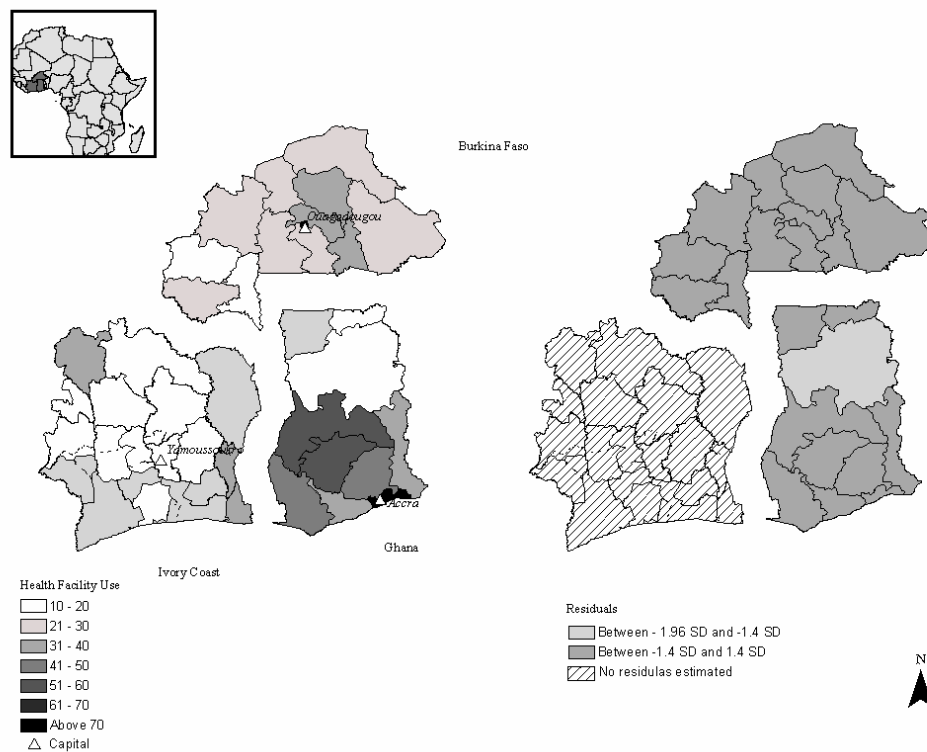 Burkina Faso
Ouagadougou
Yamoussoukro
Accra
Ghana
Ivory Coast
Health Facility Use
10 - 20
21 - 30
31 - 40
41 - 50
51 - 60
61 - 70
Above 70
Capital
Residuals
Between - 1.96 SD and -1.4 SD
Between -1.4 SD and 1.4 SD
No residulas estimated
N